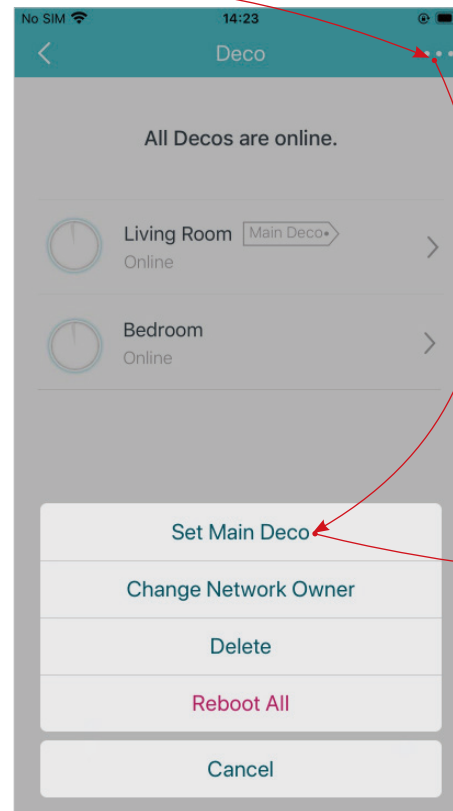 No SIM 14:23
Deco
All Decos are online.
Living Room Main Deco
Online
Bedroom
Online
Set Main Deco
Change Network Owner
Delete
Reboot All
Cancel